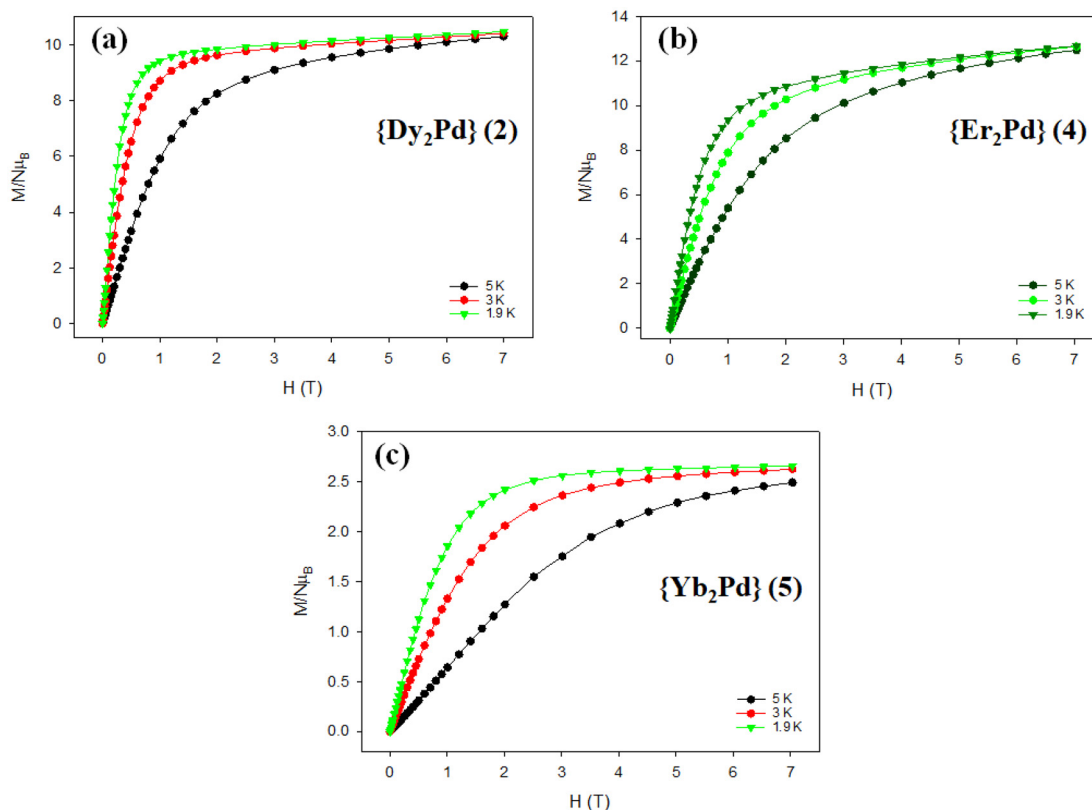 (a)
M/Nμ_B
10
8
6
4
2
0
{Dy₂Pd} (2)
5 K
3 K
1.9 K
0 1 2 3 4 5 6 7
H (T)
(b)
M/Nμ_B
14
12
10
8
6
4
2
0
{Er₂Pd} (4)
5 K
3 K
1.9 K
0 1 2 3 4 5 6 7
H (T)
(c)
M/Nμ_B
3.0
2.5
2.0
1.5
1.0
0.5
0.0
{Yb₂Pd} (5)
5 K
3 K
1.9 K
0 1 2 3 4 5 6 7
H (T)